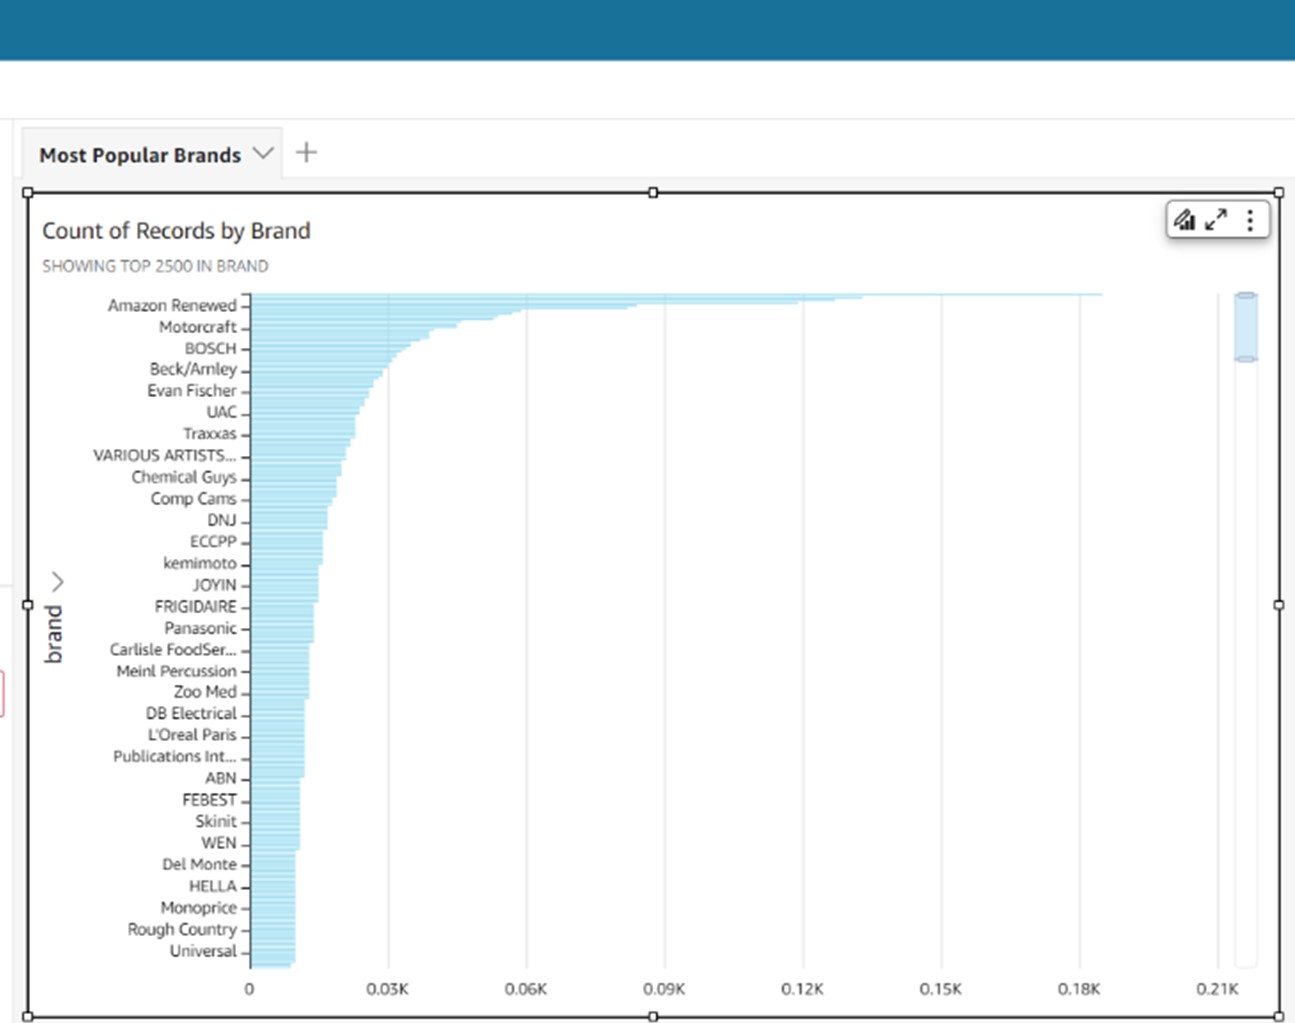 Most Popular Brands
Count of Records by Brand
SHOWING TOP 2500 IN BRAND
Amazon Renewed
Motorcraft
BOSCH
Beck/Arnley
Evan Fischer
UAC
Traxxas
VARIOUS ARTISTS...
Chemical Guys
Comp Cams
DNJ
ECCPP
kemimoto
JOYIN
FRIGIDAIRE
Panasonic
Carlisle FoodSer...
Meinl Percussion
Zoo Med
DB Electrical
L'Oreal Paris
Publications Int...
ABN
FEBEST
Skinit
WEN
Del Monte
HELLA
Monoprice
Rough Country
Universal
brand
0 0.03K 0.06K 0.09K 0.12K 0.15K 0.18K 0.21K